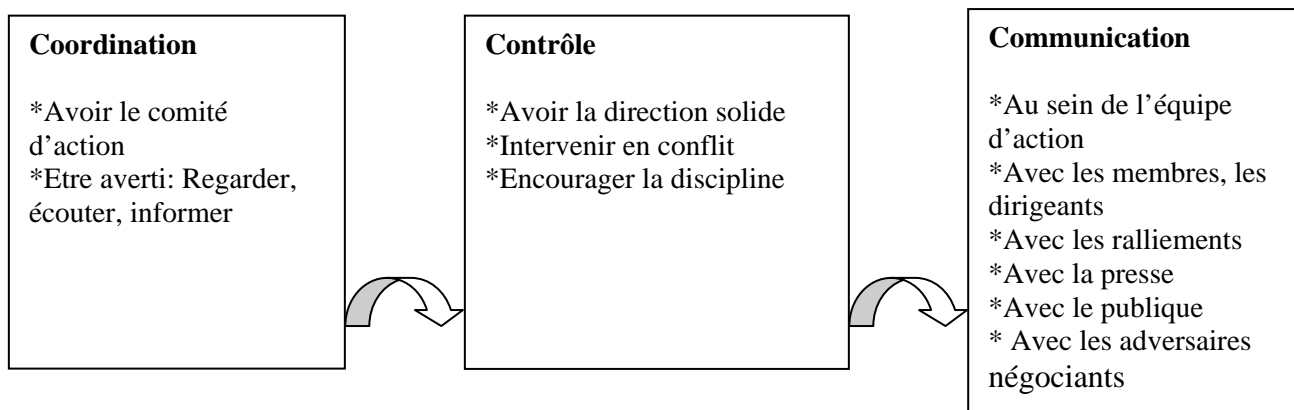 Coordination
*Avoir le comité
d’action
*Etre averti: Regarder,
écouter, informer
Contrôle
*Avoir la direction solide
*Intervenir en conflit
*Encourager la discipline
Communication
*Au sein de l’équipe
d’action
*Avec les membres, les
dirigeants
*Avec les ralliements
*Avec la presse
*Avec le publique
* Avec les adversaires
négociants